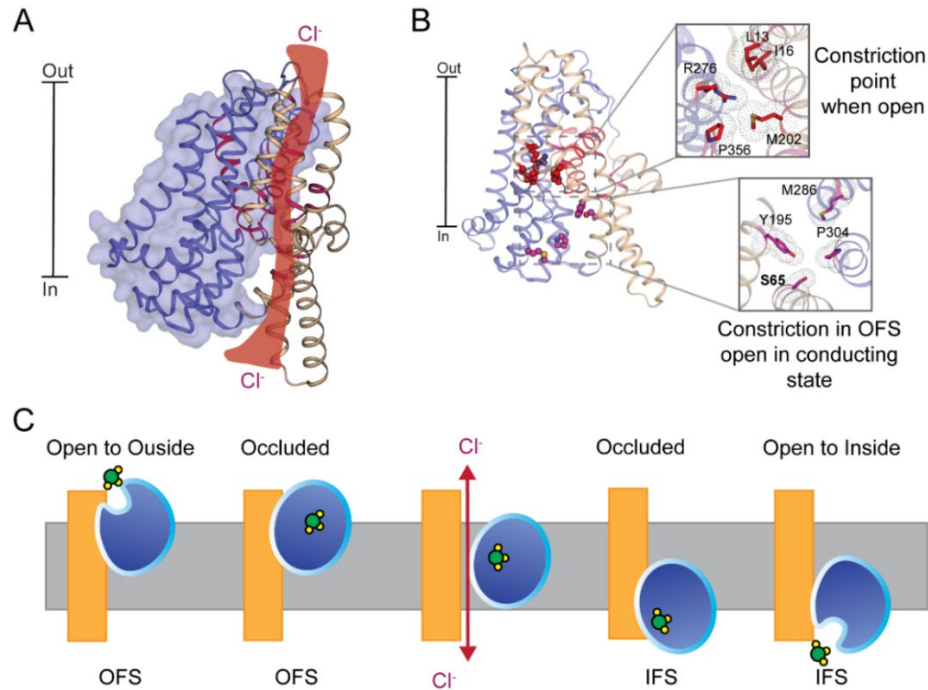 A
Cl-
Out
In
Cl-
B
Out
In
L13
I16
R276
M202
P356
Constriction
point
when open
M286
Y195
P304
S65
Constriction in OFS
open in conducting
state
C
Open to Ouside
Occluded
Cl-
Occluded
Open to Inside
OFS
OFS
Cl-
IFS
IFS